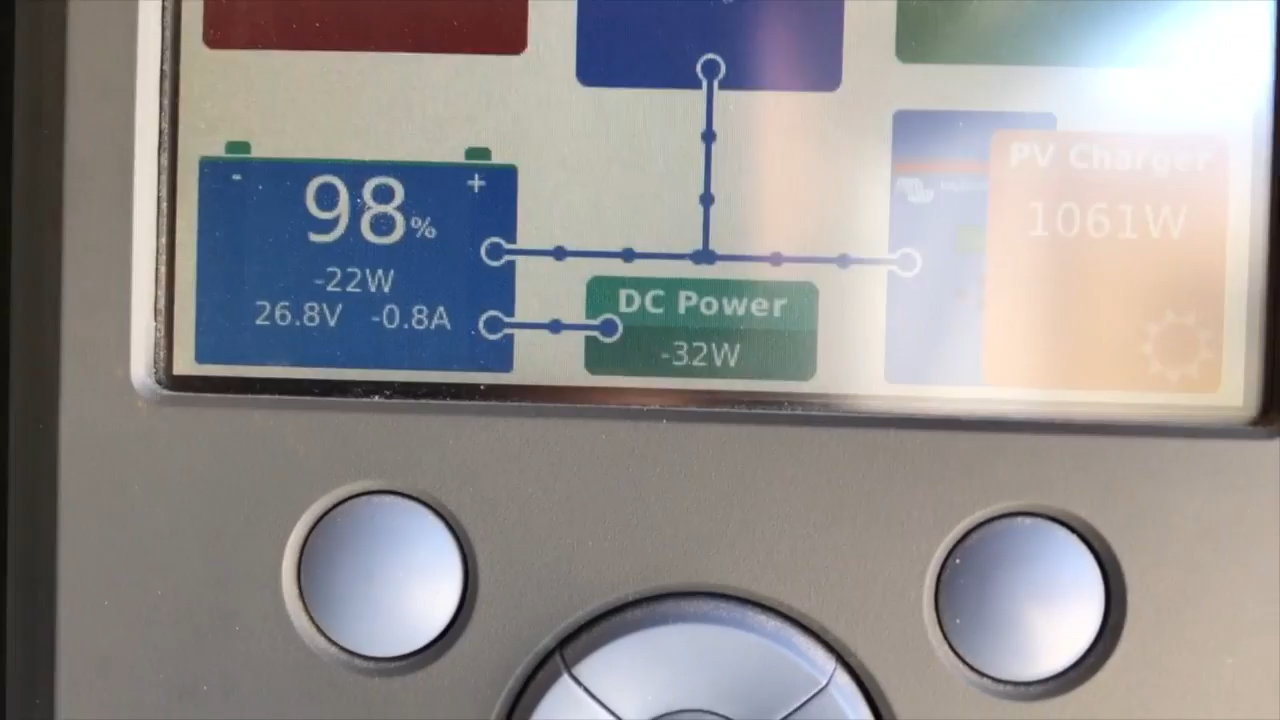 - +
98%
-22W
26.8V -0.8A
DC Power
-32W
PV Charger
1061W